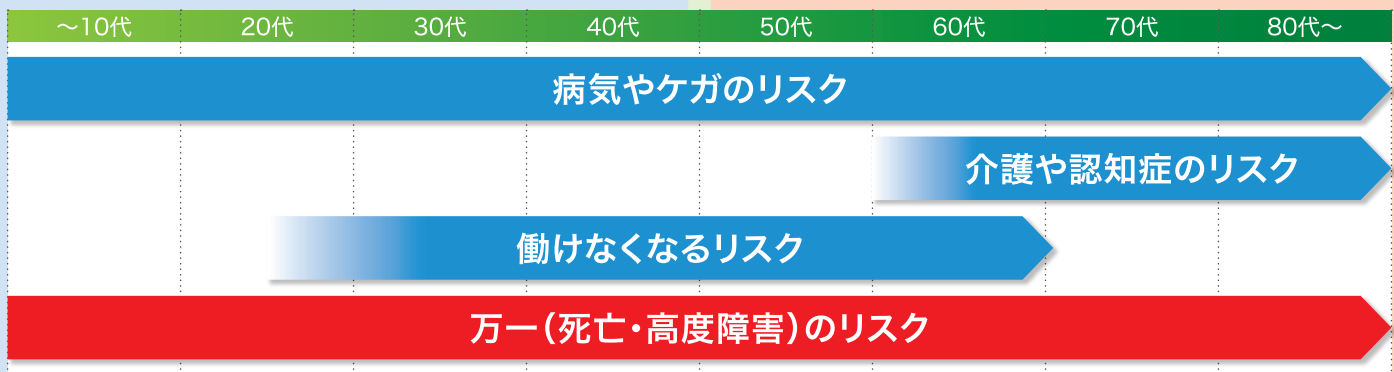 ～10代 20代 30代 40代 50代 60代 70代 80代～
病気やケガのリスク
介護や認知症のリスク
働けなくなるリスク
万一（死亡・高度障害）のリスク